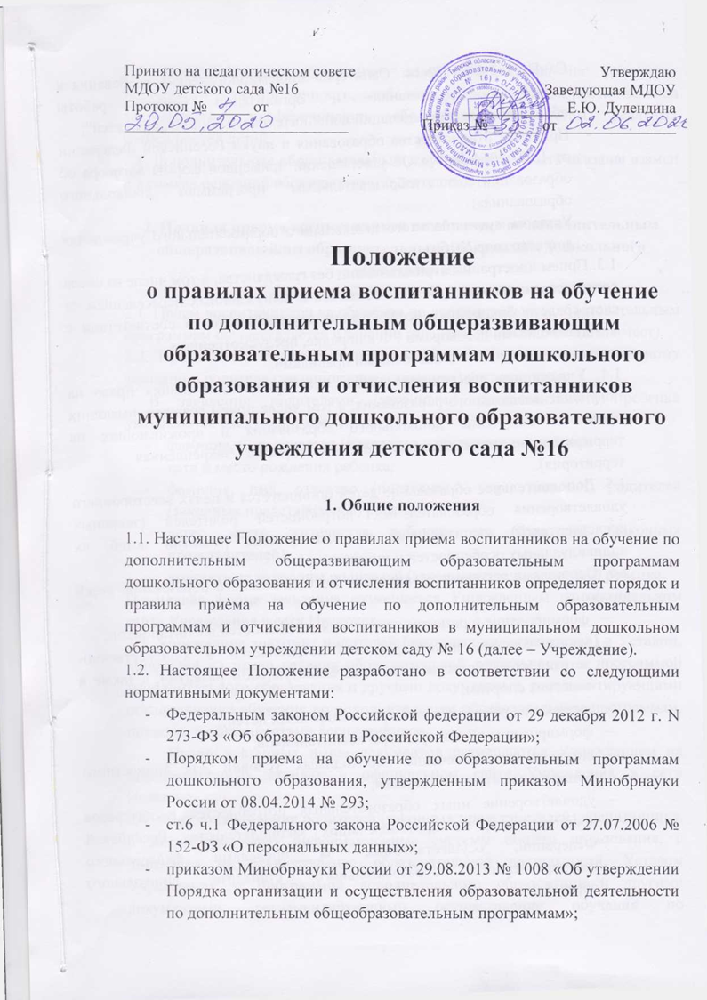 Принято на педагогическом совете
МДОУ детского сада №16
Протокол № 4 от
20,05,2020
Утверждаю
Заведующая МДОУ
Е.Ю. Дулендина
Приказ № от 02.06.2020
Положение
о правилах приема воспитанников на обучение
по дополнительным общеразвивающим
образовательным программам дошкольного
образования и отчисления воспитанников
муниципального дошкольного образовательного
учреждения детского сада №16
1. Общие положения
1.1. Настоящее Положение о правилах приема воспитанников на обучение по
дополнительным общеразвивающим образовательным программам
дошкольного образования и отчисления воспитанников определяет порядок и
правила приёма на обучение по дополнительным образовательным
программам и отчисления воспитанников в муниципальном дошкольном
образовательном учреждении детском саду № 16 (далее – Учреждение).
1.2. Настоящее Положение разработано в соответствии со следующими
нормативными документами:
- Федеральным законом Российской федерации от 29 декабря 2012 г. N
273-ФЗ «Об образовании в Российской Федерации»;
- Порядком приема на обучение по образовательным программам
дошкольного образования, утвержденным приказом Минобрнауки
России от 08.04.2014 № 293;
- ст.6 ч.1 Федерального закона Российской Федерации от 27.07.2006 №
152-ФЗ «О персональных данных»;
- приказом Минобрнауки России от 29.08.2013 № 1008 «Об утверждении
Порядка организации и осуществления образовательной деятельности
по дополнительным общеобразовательным программам»;